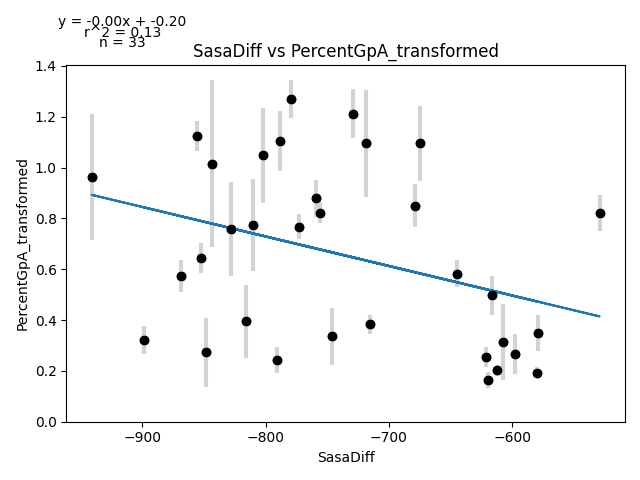 y = -0.00x + -0.20
r^2 = 0.13
n = 33
SasaDiff vs PercentGpA_transformed
1.4
1.2
1.0
0.8
0.6
0.4
0.2
0.0
PercentGpA_transformed
−900
−800
−700
−600
SasaDiff